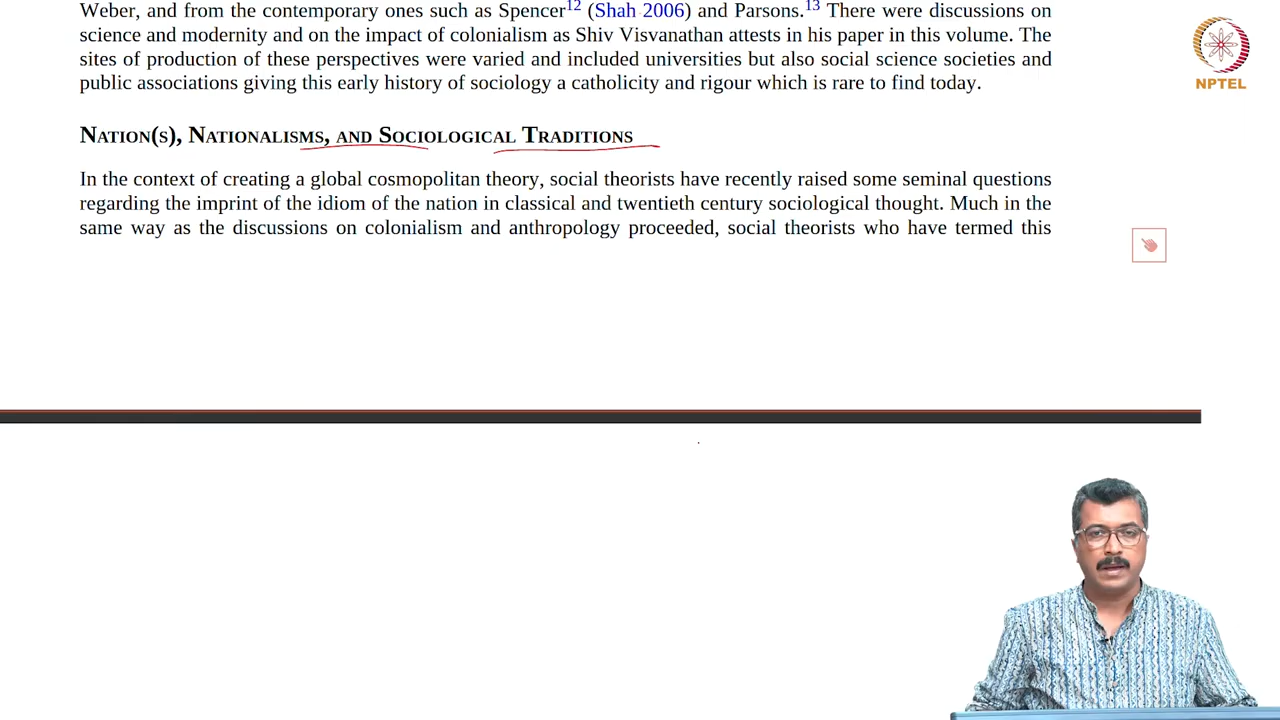 Weber, and from the contemporary ones such as Spencer12 (Shah 2006) and Parsons.13 There were discussions on
science and modernity and on the impact of colonialism as Shiv Visvanathan attests in his paper in this volume. The
sites of production of these perspectives were varied and included universities but also social science societies and
public associations giving this early history of sociology a catholicity and rigour which is rare to find today.
NATION(S), NATIONALISMS, AND SOCIOLOGICAL TRADITIONS
In the context of creating a global cosmopolitan theory, social theorists have recently raised some seminal questions
regarding the imprint of the idiom of the nation in classical and twentieth century sociological thought. Much in the
same way as the discussions on colonialism and anthropology proceeded, social theorists who have termed this
NPTEL